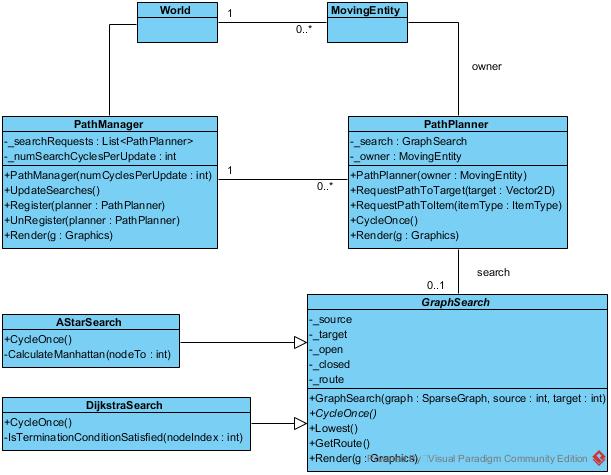 World
1
0..*
MovingEntity
owner
PathManager
-_searchRequests : List<PathPlanner>
-_numSearchCyclesPerUpdate : int
+PathManager(numCyclesPerUpdate : int)
+UpdateSearches()
+Register(planner : PathPlanner)
+UnRegister(planner : PathPlanner)
+Render(g : Graphics)
1
0..*
PathPlanner
-_search : GraphSearch
-_owner : MovingEntity
+PathPlanner(owner : MovingEntity)
+RequestPathToTarget(target : Vector2D)
+RequestPathToItem(itemType : ItemType)
+CycleOnce()
+Render(g : Graphics)
search
0..1
GraphSearch
-_source
-_target
-_open
-_closed
-_route
+GraphSearch(graph : SparseGraph, source : int, target : int)
+CycleOnce()
+Lowest()
+GetRoute()
+Render(g : Graphics)
Visual Paradigm Community Edition
AStarSearch
+CycleOnce()
-CalculateManhattan(nodeTo : int)
DijkstraSearch
+CycleOnce()
-IsTerminationConditionSatisfied(nodeIndex : int)